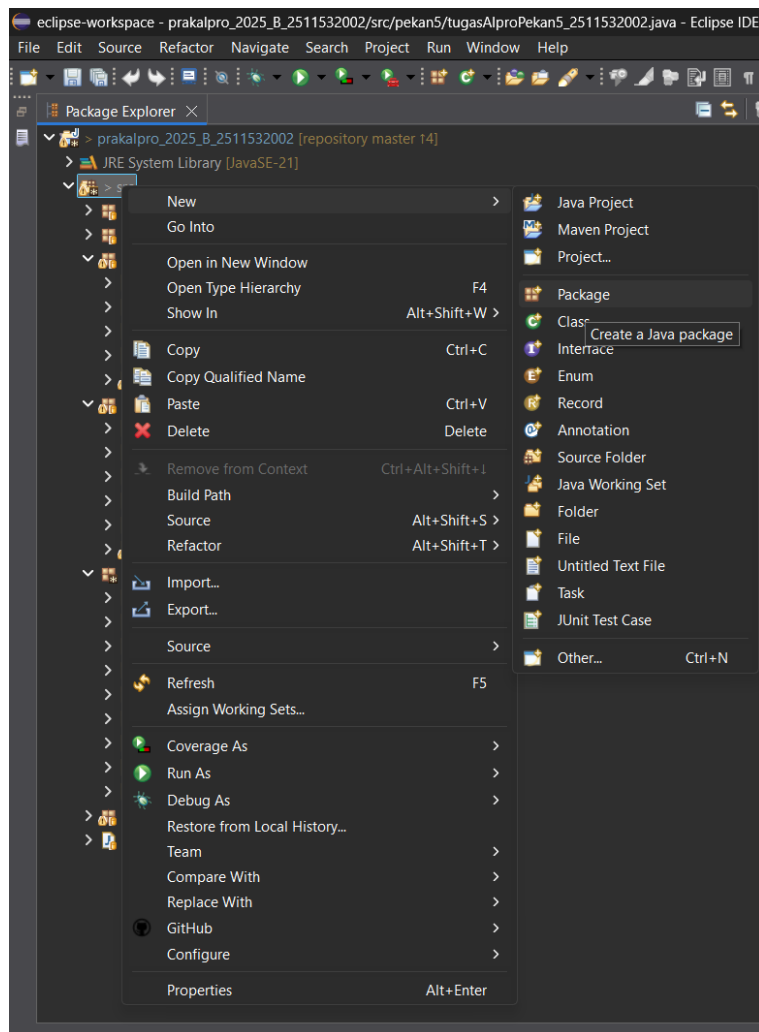 eclipse-workspace - prakalpro_2025_B_2511532002/src/pekan5/tugasAlproPekan5_2511532002.java - Eclipse IDE
File Edit Source Refactor Navigate Search Project Run Window Help
Package Explorer
> prakalpro_2025_B_2511532002 [repository master ↑4]
JRE System Library [JavaSE-21]
New
Go Into
Open in New Window
Open Type Hierarchy F4
Show In Alt+Shift+W >
Copy Ctrl+C
Copy Qualified Name
Paste Ctrl+V
Delete Delete
Remove from Context Ctrl+Alt+Shift+↓
Build Path
Source Alt+Shift+S >
Refactor Alt+Shift+T >
Import...
Export...
Source
Refresh F5
Assign Working Sets...
Coverage As
Run As
Debug As
Restore from Local History...
Team
Compare With
Replace With
GitHub
Configure
Properties Alt+Enter
Java Project
Maven Project
Project...
Package
Class
Create a Java package
Interface
Enum
Record
Annotation
Source Folder
Java Working Set
Folder
File
Untitled Text File
Task
JUnit Test Case
Other... Ctrl+N